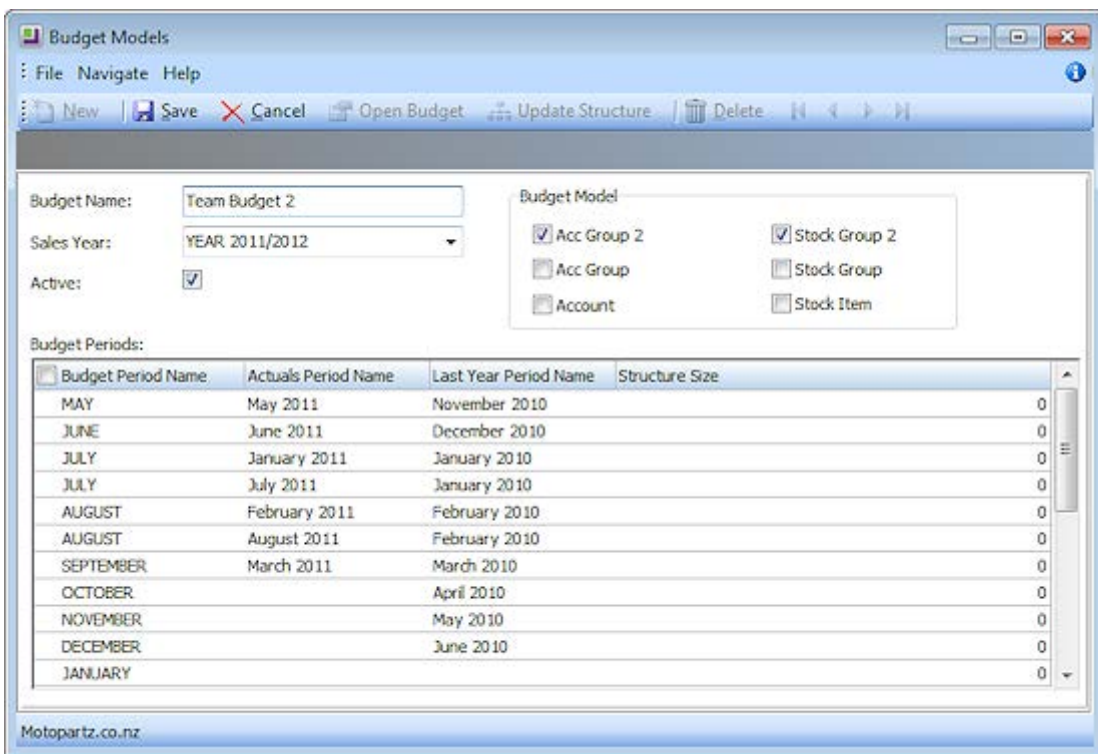 Budget Models
File Navigate Help
New Save Cancel Open Budget Update Structure Delete
Budget Name: Team Budget 2
Sales Year: YEAR 2011/2012
Active:
Budget Model
Acc Group 2 Stock Group 2
Acc Group Stock Group
Account Stock Item
Budget Periods:
Budget Period Name Actuals Period Name Last Year Period Name Structure Size
MAY May 2011 November 2010 0
JUNE June 2011 December 2010 0
JULY January 2011 January 2010 0
JULY July 2011 January 2010 0
AUGUST February 2011 February 2010 0
AUGUST August 2011 February 2010 0
SEPTEMBER March 2011 March 2010 0
OCTOBER April 2010 0
NOVEMBER May 2010 0
DECEMBER June 2010 0
JANUARY 0
Motopartz.co.nz